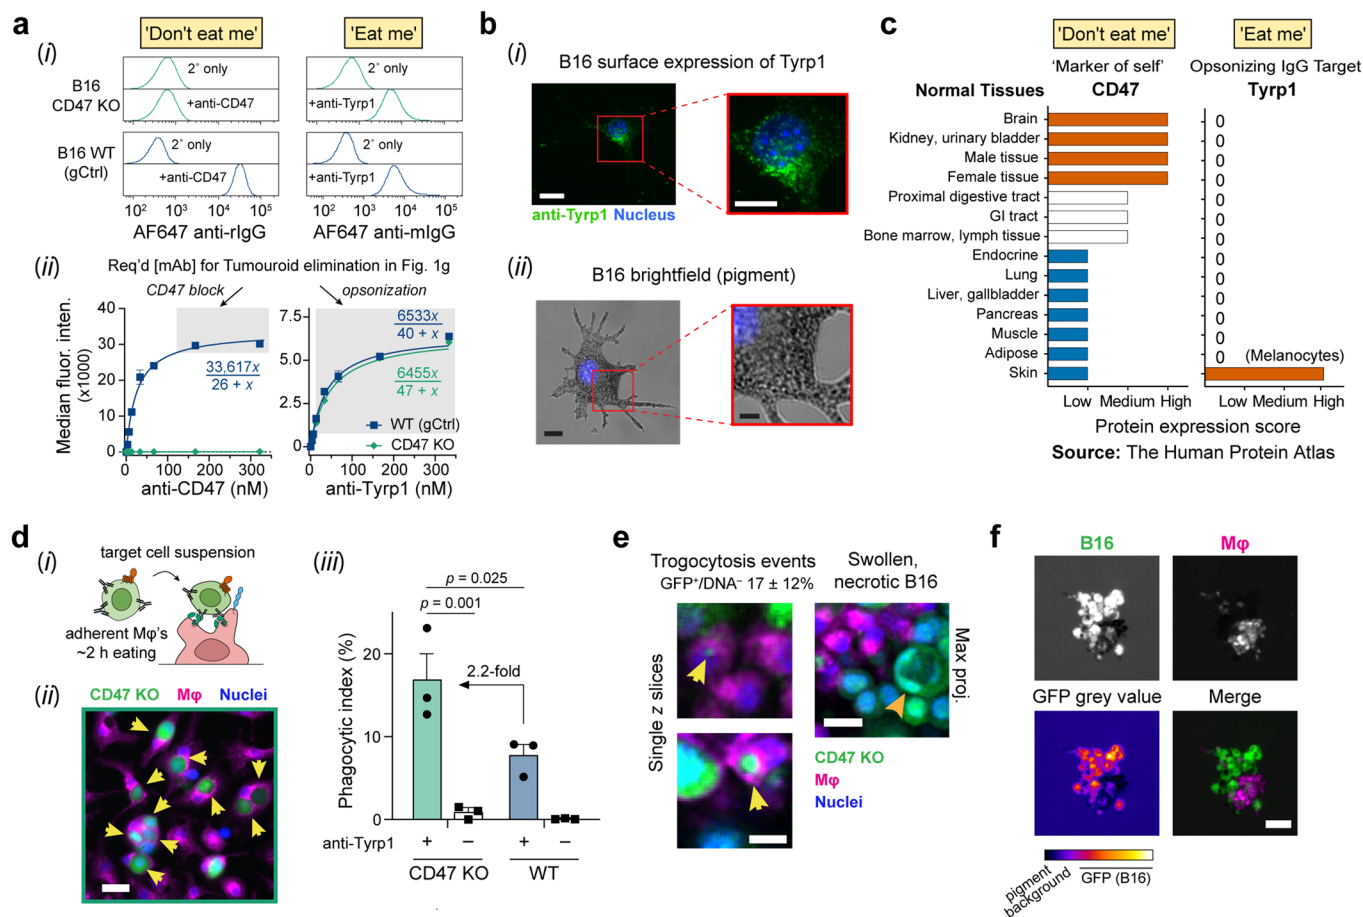 a
'Don't eat me'
'Eat me'
(i)
B16
CD47 KO
2˚ only
+anti-CD47
2˚ only
+anti-Tyrp1
B16 WT
(gCtrl)
2˚ only
+anti-CD47
2˚ only
+anti-Tyrp1
10² 10³ 10⁴ 10⁵
10² 10³ 10⁴ 10⁵
AF647 anti-rIgG
AF647 anti-mIgG
(ii)
Req'd [mAb] for Tumouroid elimination in Fig. 1g
CD47 block
opsonization
Median fluor. inten.
(x1000)
40
30
20
10
0
33,617x
26 + x
0 100 200 300
anti-CD47 (nM)
7.5
5.0
2.5
0
6533x
40 + x
6455x
47 + x
WT (gCtrl)
CD47 KO
0 100 200 300
anti-Tyrp1 (nM)
b
(i)
B16 surface expression of Tyrp1
anti-Tyrp1 Nucleus
(ii)
B16 brightfield (pigment)
c
'Don't eat me'
'Eat me'
'Marker of self'
Opsonizing IgG Target
Normal Tissues
CD47
Tyrp1
Brain 0
Kidney, urinary bladder 0
Male tissue 0
Female tissue 0
Proximal digestive tract 0
GI tract 0
Bone marrow, lymph tissue 0
Endocrine 0
Lung 0
Liver, gallbladder 0
Pancreas 0
Muscle 0
Adipose 0
(Melanocytes)
Skin
Low Medium High
Low Medium High
Protein expression score
Source: The Human Protein Atlas
d
(i)
target cell suspension
adherent Mφ's
~2 h eating
(ii)
CD47 KO Mφ Nuclei
(iii)
p = 0.025
p = 0.001
2.2-fold
Phagocytic index (%)
20
10
0
anti-Tyrp1 + − + −
CD47 KO WT
e
Trogocytosis events
GFP⁺/DNA⁻ 17 ± 12%
Swollen,
necrotic B16
Single z slices
Max proj.
CD47 KO
Mφ
Nuclei
f
B16
Mφ
GFP grey value
Merge
pigment
background
GFP (B16)